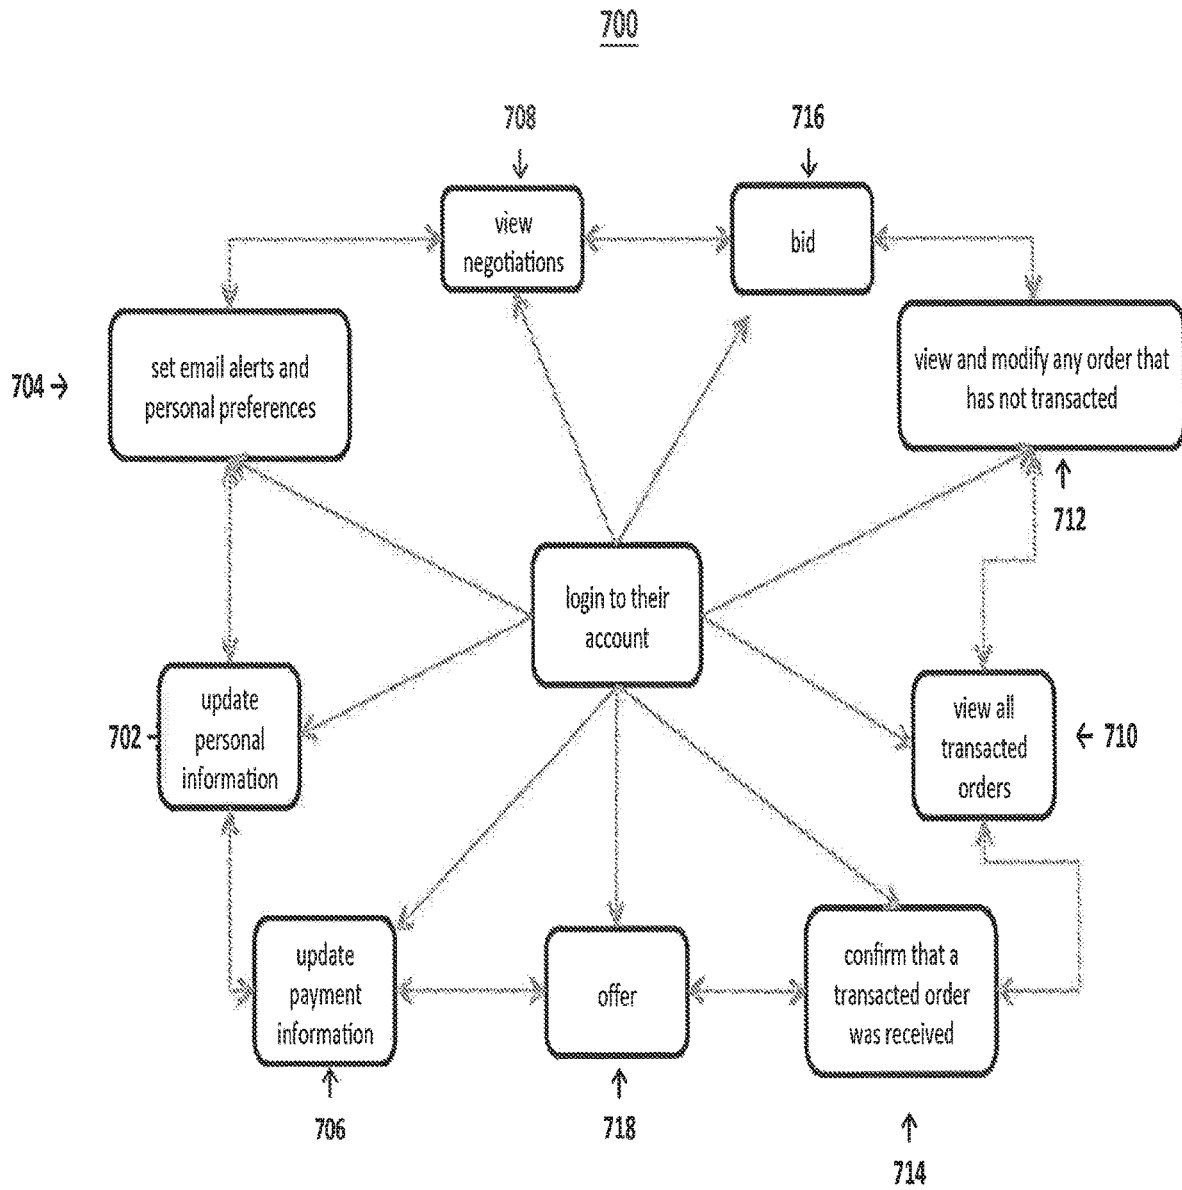 700
708
716
view
negotiations
bid
set email alerts and
personal preferences
704
view and modify any order that
has not transacted
712
login to their
account
update
personal
information
702
view all
transacted
orders
710
update
payment
information
offer
confirm that a
transacted order
was received
706
718
714